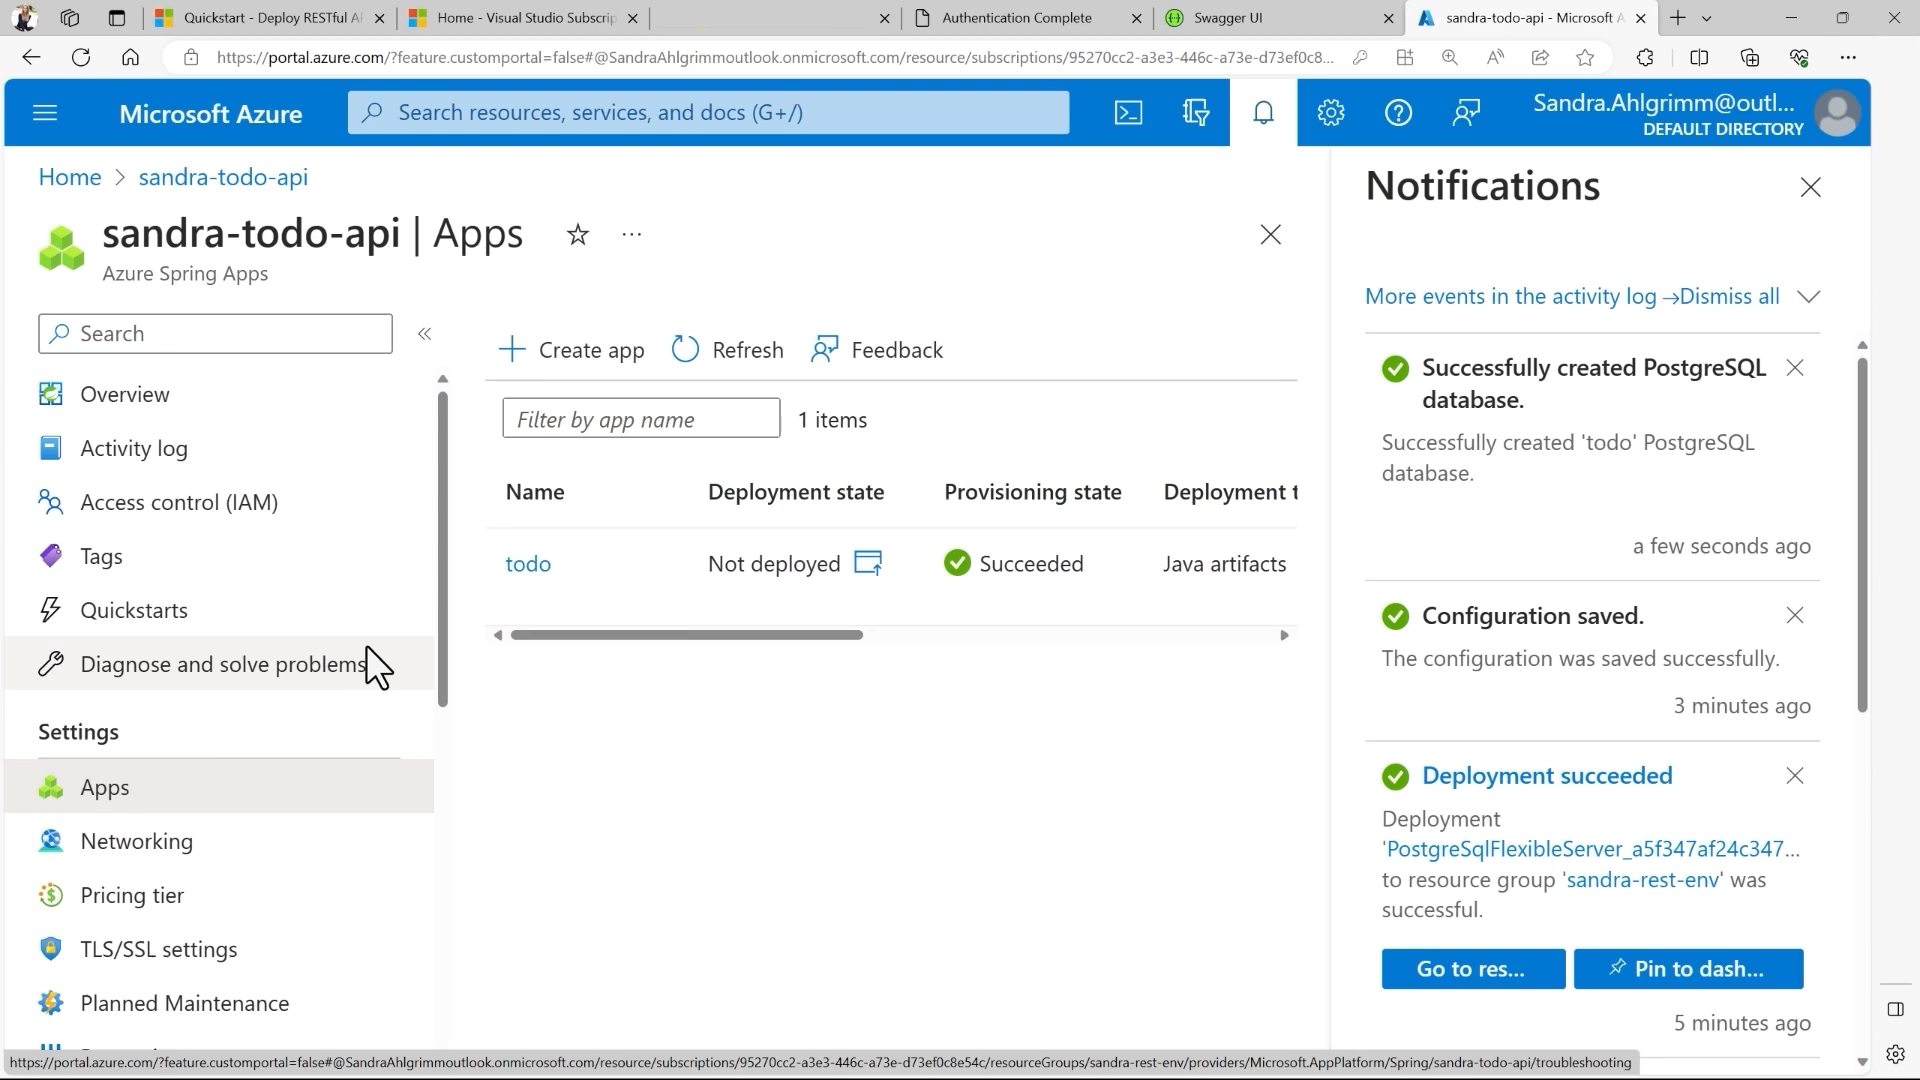 Quickstart - Deploy RESTful AP
Home - Visual Studio Subscrip
Authentication Complete
Swagger UI
sandra-todo-api - Microsoft A
https://portal.azure.com/?feature.customportal=false#@SandraAhlgrimmoutlook.onmicrosoft.com/resource/subscriptions/95270cc2-a3e3-446c-a73e-d73ef0c8...
Microsoft Azure
Search resources, services, and docs (G+/)
Sandra.Ahlgrimm@outl...
DEFAULT DIRECTORY
Home > sandra-todo-api
sandra-todo-api | Apps
Azure Spring Apps
Search
Overview
Activity log
Access control (IAM)
Tags
Quickstarts
Diagnose and solve problems
Settings
Apps
Networking
Pricing tier
TLS/SSL settings
Planned Maintenance
Create app
Refresh
Feedback
Filter by app name
1 items
Name
Deployment state
Provisioning state
Deployment t
todo
Not deployed
Succeeded
Java artifacts
Notifications
More events in the activity log →
Dismiss all
Successfully created PostgreSQL
database.
Successfully created 'todo' PostgreSQL
database.
a few seconds ago
Configuration saved.
The configuration was saved successfully.
3 minutes ago
Deployment succeeded
Deployment
'PostgreSqlFlexibleServer_a5f347af24c347...
to resource group 'sandra-rest-env' was
successful.
Go to res...
Pin to dash...
5 minutes ago
https://portal.azure.com/?feature.customportal=false#@SandraAhlgrimmoutlook.onmicrosoft.com/resource/subscriptions/95270cc2-a3e3-446c-a73e-d73ef0c8e54c/resourceGroups/sandra-rest-env/providers/Microsoft.AppPlatform/Spring/sandra-todo-api/troubleshooting